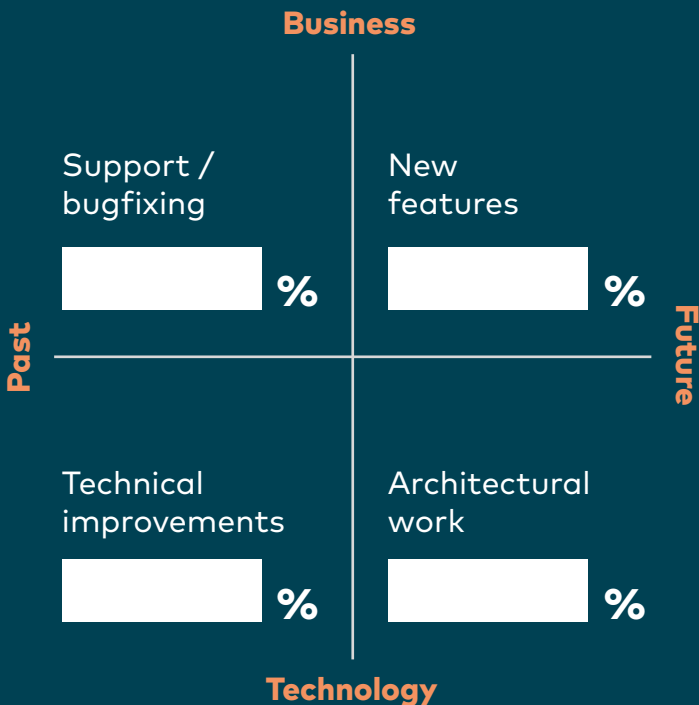 Business
Support /
bugfixing
%
New
features
%
Past
Future
Technical
improvements
%
Architectural
work
%
Technology